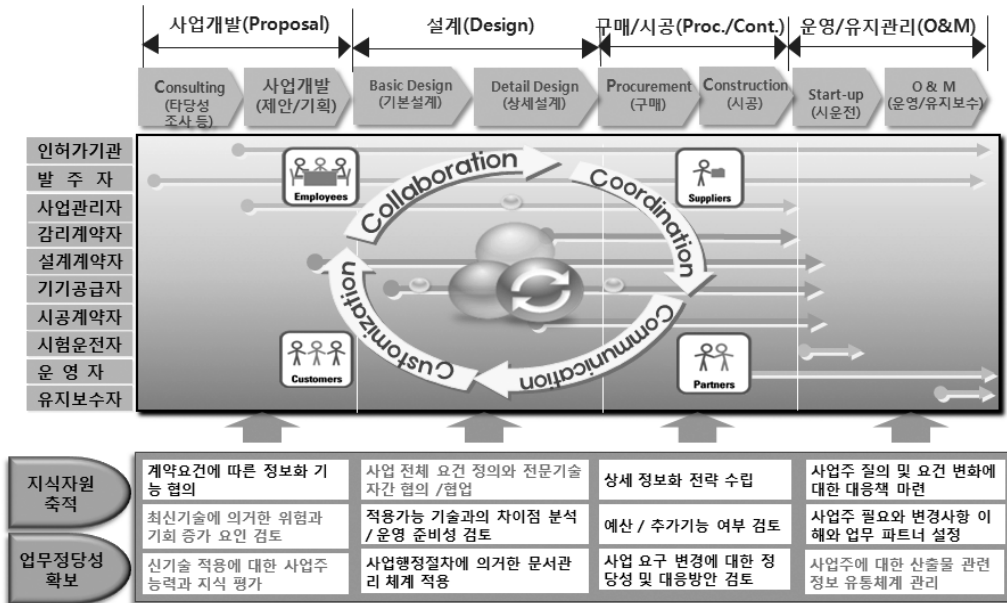 사업개발(Proposal)
설계(Design)
구매/시공(Proc./Cont.)
운영/유지관리(O&M)
Consulting
(타당성
조사 등)
사업개발
(제안/기획)
Basic Design
(기본설계)
Detail Design
(상세설계)
Procurement
(구매)
Construction
(시공)
Start-up
(시운전)
O & M
(운영/유지보수)
인허가기관
발 주 자
사업관리자
감리계약자
설계계약자
기기공급자
시공계약자
시험운전자
운 영 자
유지보수자
Employees
Suppliers
Customers
Partners
Collaboration
Coordination
Communication
Customization
지식자원
축적
업무정당성
확보
계약요건에 따른 정보화 기
능 협의
사업 전체 요건 정의와 전문기술
자간 협의 /협업
상세 정보화 전략 수립
사업주 질의 및 요건 변화에
대한 대응책 마련
최신기술에 의거한 위험과
기회 증가 요인 검토
적용가능 기술과의 차이점 분석
/ 운영 준비성 검토
예산 / 추가기능 여부 검토
사업주 필요와 변경사항 이
해와 업무 파트너 설정
신기술 적용에 대한 사업주
능력과 지식 평가
사업행정절차에 의거한 문서관
리 체계 적용
사업 요구 변경에 대한 정
당성 및 대응방안 검토
사업주에 대한 산출물 관련
정보 유통체계 관리